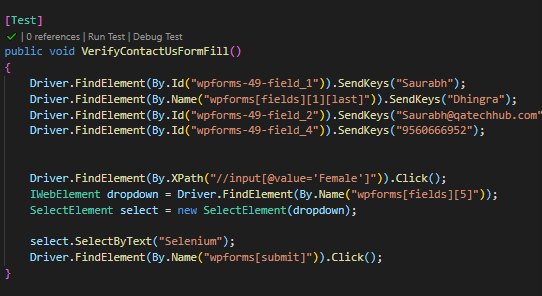 [Test]
✓ | 0 references | Run Test | Debug Test
public void VerifyContactUsFormFill()
{
Driver.FindElement(By.Id("wpforms-49-field_1")).SendKeys("Saurabh");
Driver.FindElement(By.Name("wpforms[fields][1][last]")).SendKeys("Dhingra");
Driver.FindElement(By.Id("wpforms-49-field_2")).SendKeys("Saurabh@qatechhub.com"
Driver.FindElement(By.Id("wpforms-49-field_4")).SendKeys("9560666952");
Driver.FindElement(By.XPath("//input[@value='Female']")).Click();
IWebElement dropdown = Driver.FindElement(By.Name("wpforms[fields][5]"));
SelectElement select = new SelectElement(dropdown);
select.SelectByText("Selenium");
Driver.FindElement(By.Name("wpforms[submit]")).Click();
}